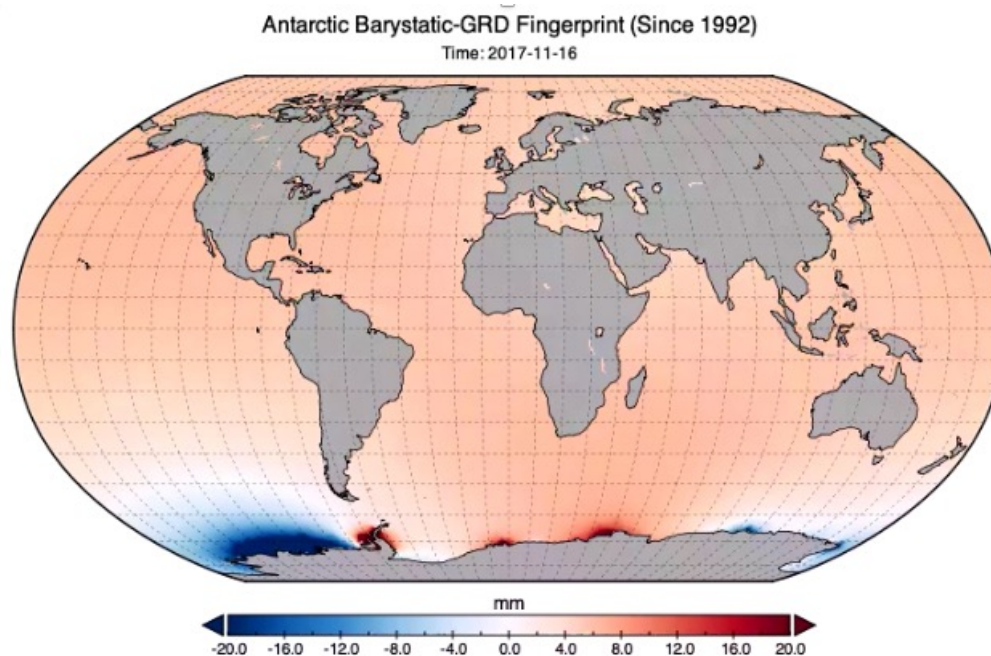 Antarctic Barystatic-GRD Fingerprint (Since 1992)
Time: 2017-11-16
mm
-20.0 -16.0 -12.0 -8.0 -4.0 0.0 4.0 8.0 12.0 16.0 20.0